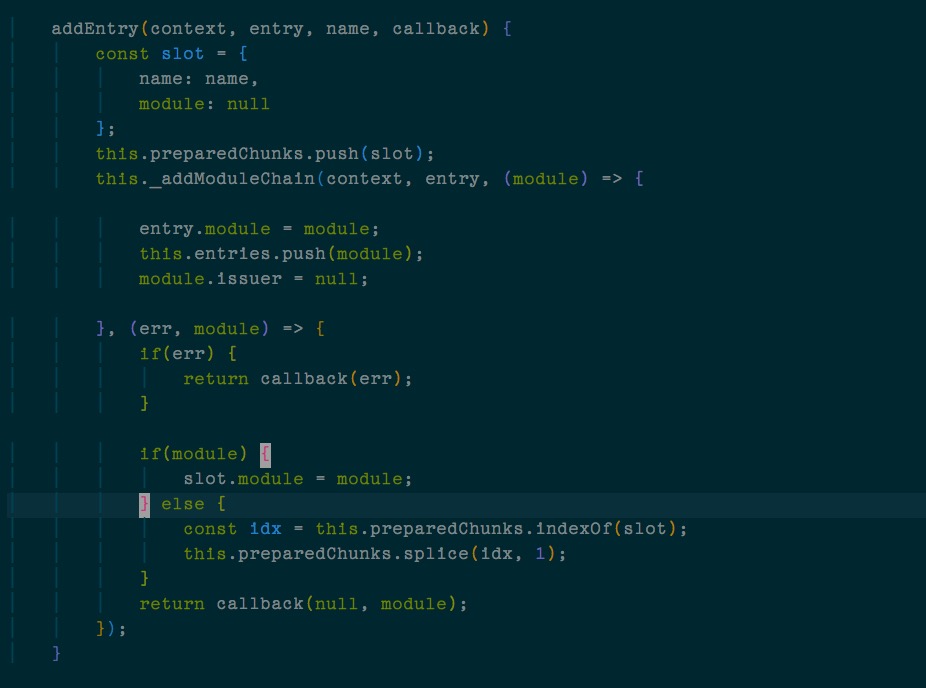 addEntry(context, entry, name, callback) {
const slot = {
name: name,
module: null
};
this.preparedChunks.push(slot);
this._addModuleChain(context, entry, (module) => {
entry.module = module;
this.entries.push(module);
module.issuer = null;
}, (err, module) => {
if(err) {
return callback(err);
}
if(module) {
slot.module = module;
} else {
const idx = this.preparedChunks.indexOf(slot);
this.preparedChunks.splice(idx, 1);
}
return callback(null, module);
});
}